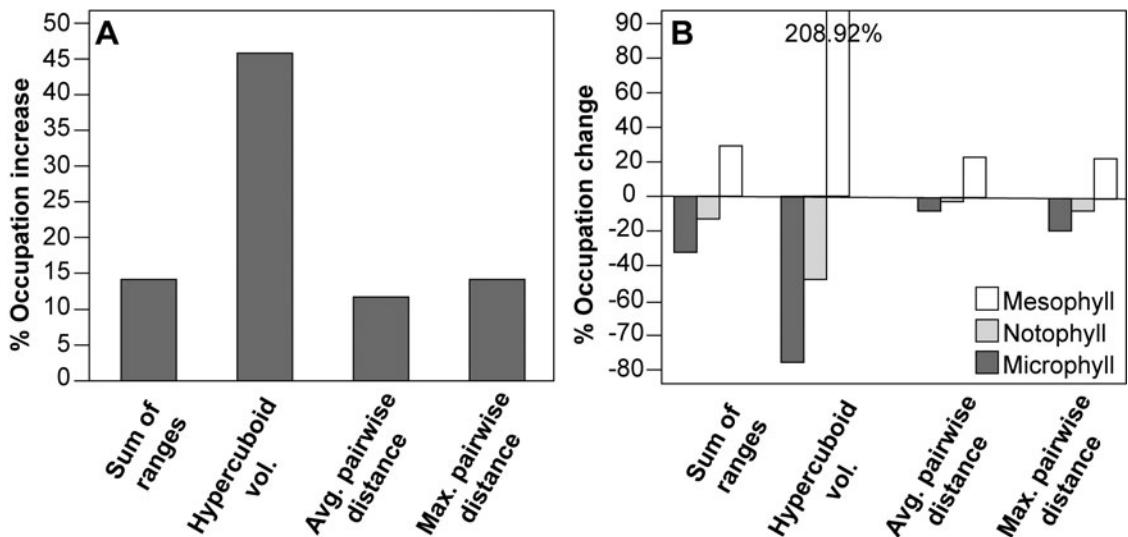 A
% Occupation increase
50
45
40
35
30
25
20
15
10
5
0
Sum of
ranges
Hypercuboid
vol.
Avg. pairwise
distance
Max. pairwise
distance
B
208.92%
% Occupation change
90
80
60
40
20
0
-20
-40
-60
-70
-80
Mesophyll
Notophyll
Microphyll
Sum of
ranges
Hypercuboid
vol.
Avg. pairwise
distance
Max. pairwise
distance